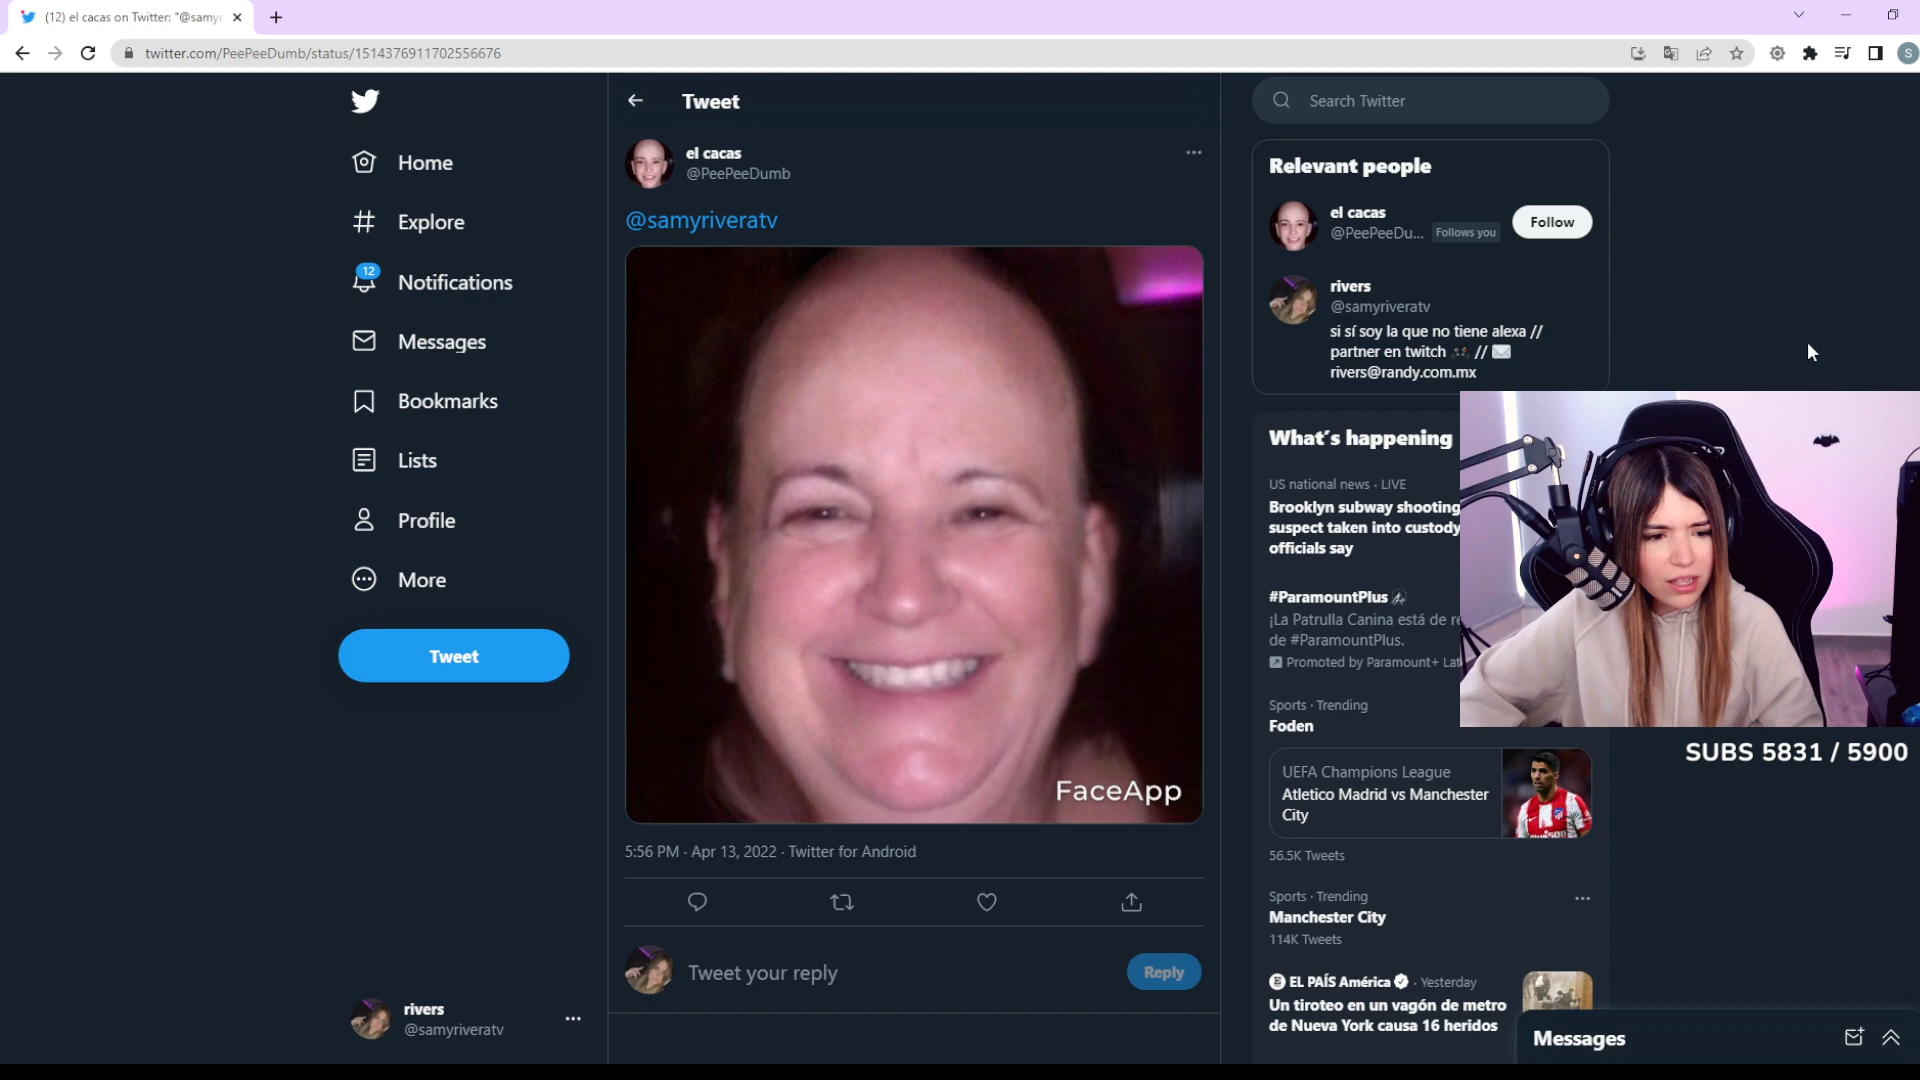 (12) el cacas on Twitter: "@samyr
twitter.com/PeePeeDumb/status/1514376911702556676
S
Home
Explore
12
Notifications
Messages
Bookmarks
Lists
Profile
More
Tweet
rivers
@samyriveratv
Tweet
el cacas
@PeePeeDumb
@samyriveratv
FaceApp
5:56 PM · Apr 13, 2022 · Twitter for Android
Tweet your reply
Reply
Search Twitter
Relevant people
el cacas
@PeePeeDu...
Follows you
Follow
rivers
@samyriveratv
si sí soy la que no tiene alexa //
partner en twitch 🎮 // ✉️
rivers@randy.com.mx
What's happening
US national news · LIVE
Brooklyn subway shooting
suspect taken into custody
officials say
#ParamountPlus
¡La Patrulla Canina está de re
de #ParamountPlus.
Promoted by Paramount+ Lat
Sports · Trending
Foden
UEFA Champions League
Atletico Madrid vs Manchester
City
56.5K Tweets
Sports · Trending
Manchester City
114K Tweets
EL PAÍS América · Yesterday
Un tiroteo en un vagón de metro
de Nueva York causa 16 heridos
SUBS 5831 / 5900
Messages